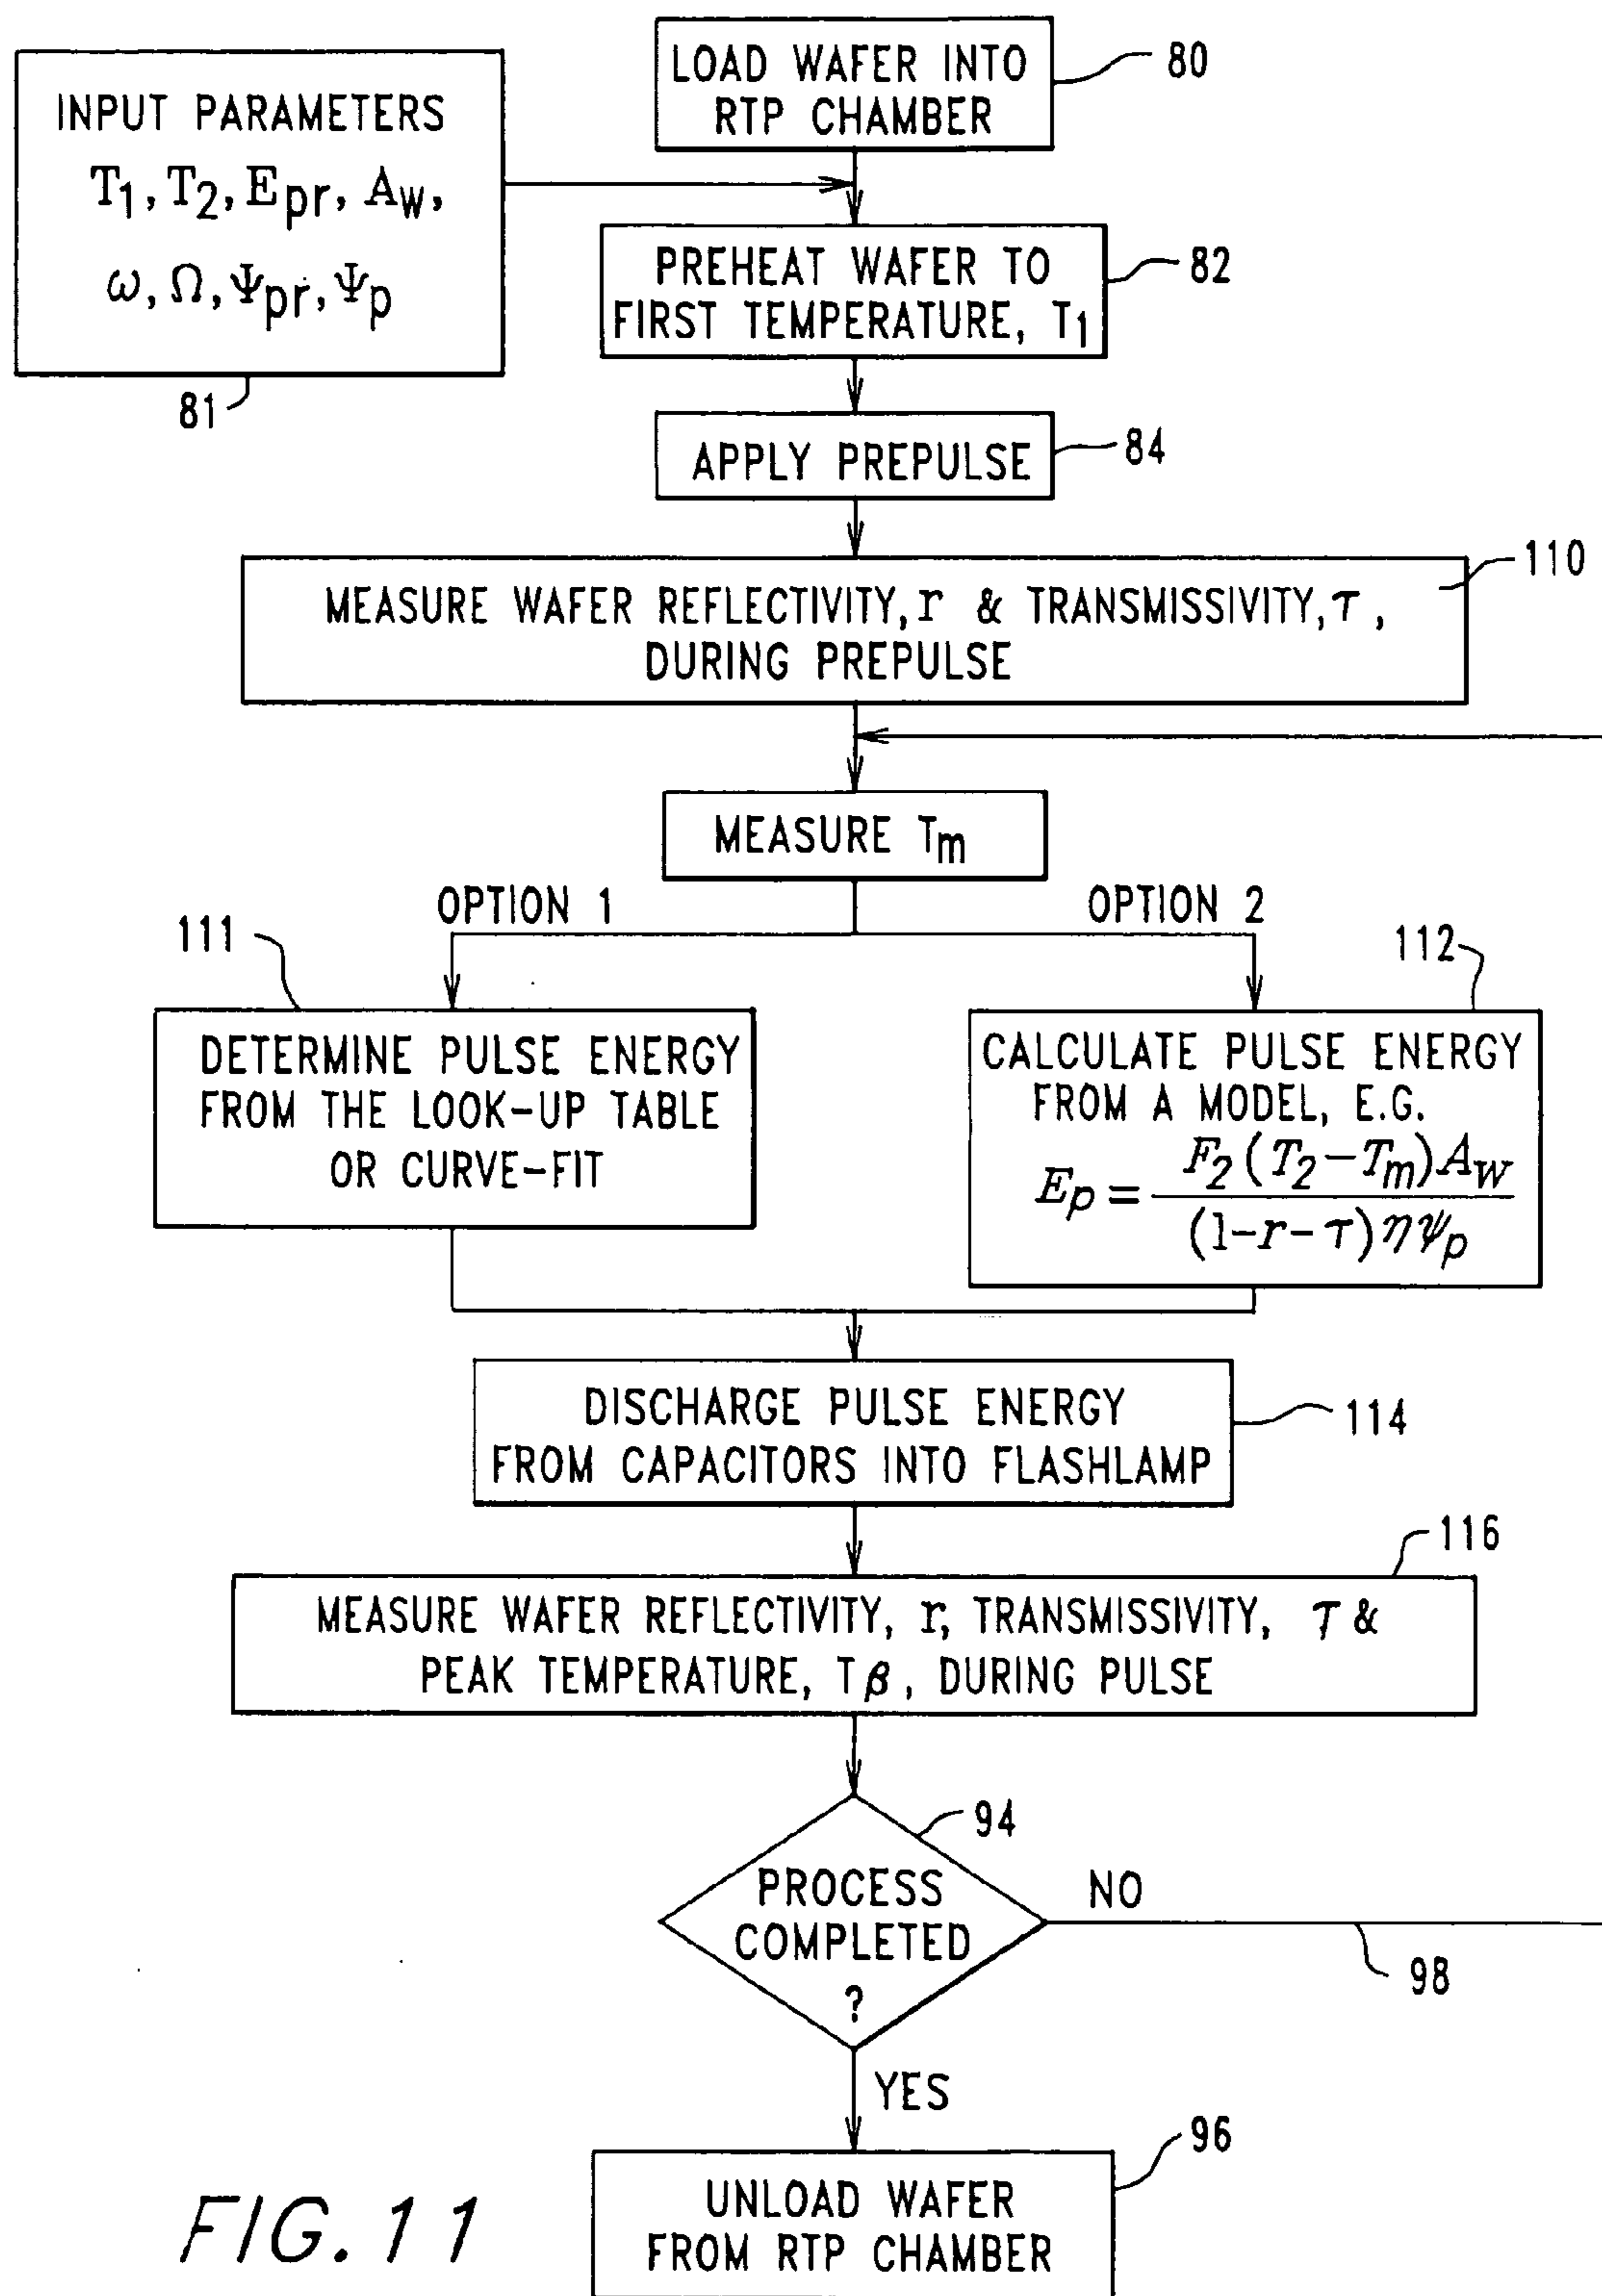 LOAD WAFER INTO
RTP CHAMBER
80
INPUT PARAMETERS
T1, T2, Epr, Aw,
ω, Ω, Ψpr, Ψp
81
PREHEAT WAFER TO
FIRST TEMPERATURE, T1
82
APPLY PREPULSE
84
MEASURE WAFER REFLECTIVITY, r & TRANSMISSIVITY, τ,
DURING PREPULSE
110
MEASURE Tm
OPTION 1
OPTION 2
111
DETERMINE PULSE ENERGY
FROM THE LOOK-UP TABLE
OR CURVE-FIT
112
CALCULATE PULSE ENERGY
FROM A MODEL, E.G.
Ep = F2 (T2-Tm) Aw / (1-r-τ) η ψp
DISCHARGE PULSE ENERGY
FROM CAPACITORS INTO FLASHLAMP
114
116
MEASURE WAFER REFLECTIVITY, r, TRANSMISSIVITY, τ &
PEAK TEMPERATURE, Tβ, DURING PULSE
94
PROCESS
COMPLETED
?
NO
98
YES
96
UNLOAD WAFER
FROM RTP CHAMBER
FIG. 11